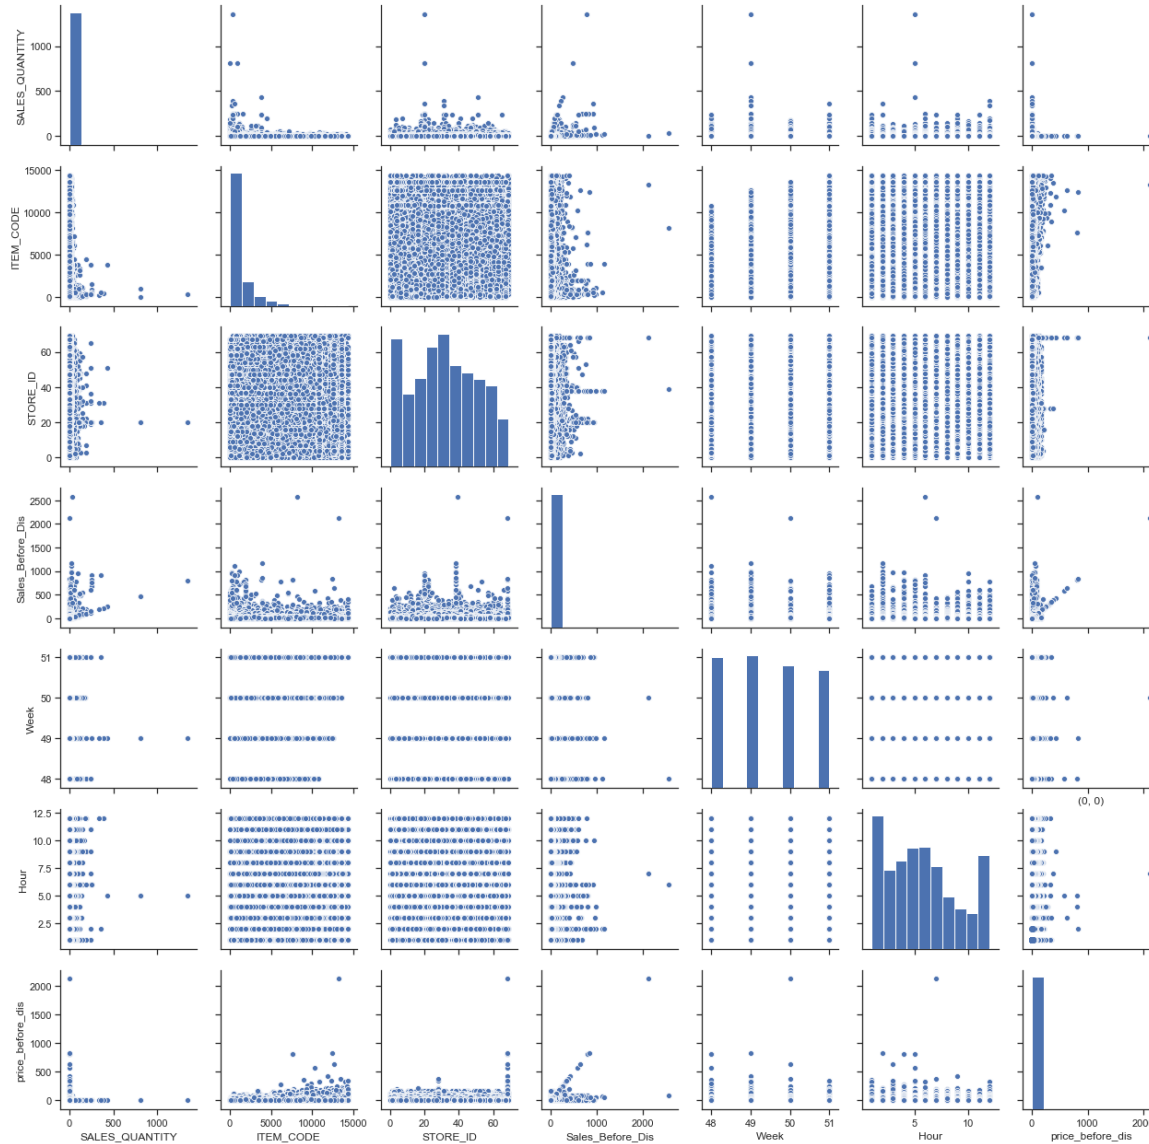 SALES_QUANTITY
1000
500
0
ITEM_CODE
15000
10000
5000
0
STORE_ID
60
40
20
0
Sales_Before_Dis
2500
2000
1500
1000
500
0
Week
51
50
49
48
(0, 0)
Hour
12.5
10.0
7.5
5.0
2.5
price_before_dis
2000
1500
1000
500
0
0 500 1000
0 5000 10000 15000
0 20 40 60
0 1000 2000
48 49 50 51
5 10
0 1000 200
SALES_QUANTITY
ITEM_CODE
STORE_ID
Sales_Before_Dis
Week
Hour
price_before_dis